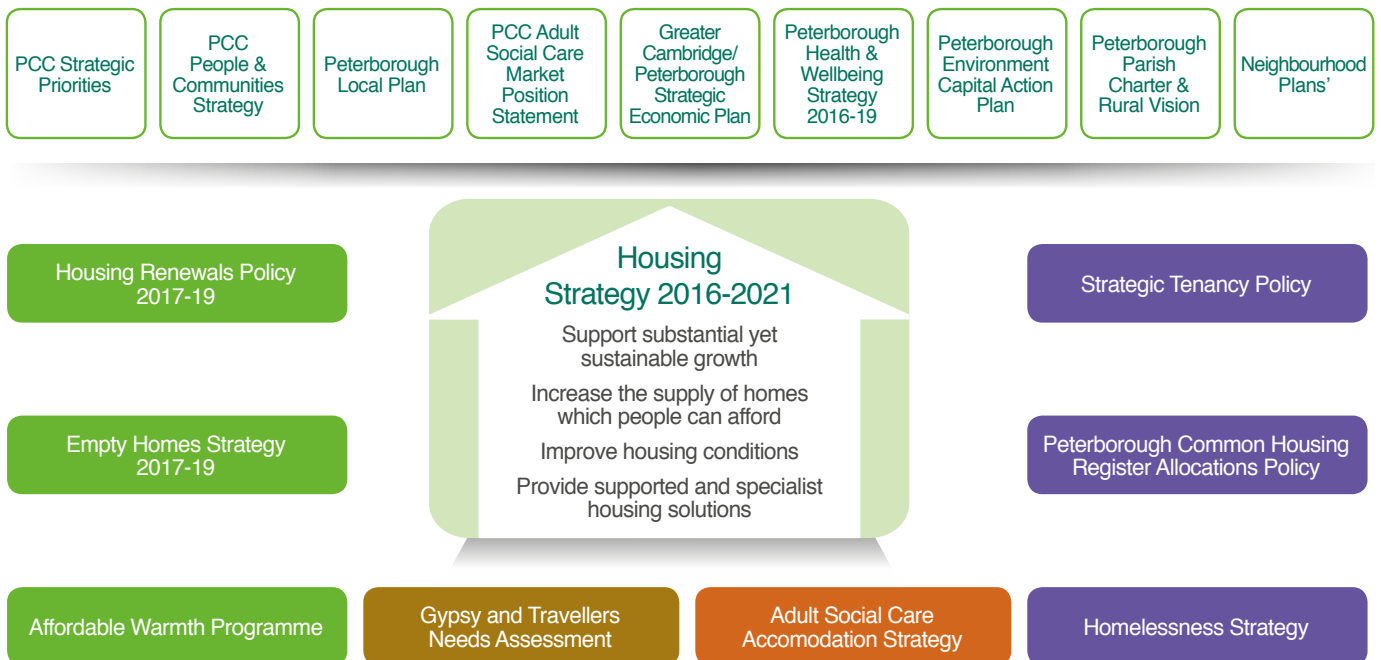 PCC Strategic
Priorities
PCC
People &
Communities
Strategy
Peterborough
Local Plan
PCC Adult
Social Care
Market
Position
Statement
Greater
Cambridge/
Peterborough
Strategic
Economic Plan
Peterborough
Health &
Wellbeing
Strategy
2016-19
Peterborough
Environment
Capital Action
Plan
Peterborough
Parish
Charter &
Rural Vision
Neighbourhood
Plans’
Housing Renewals Policy
2017-19
Empty Homes Strategy
2017-19
Housing
Strategy 2016-2021
Support substantial yet
sustainable growth
Increase the supply of homes
which people can afford
Improve housing conditions
Provide supported and specialist
housing solutions
Strategic Tenancy Policy
Peterborough Common Housing
Register Allocations Policy
Affordable Warmth Programme
Gypsy and Travellers
Needs Assessment
Adult Social Care
Accomodation Strategy
Homelessness Strategy